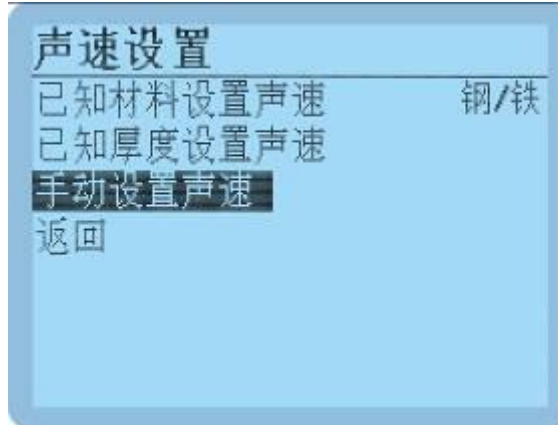 声速设置
已知材料设置声速 钢/铁
已知厚度设置声速
手动设置声速
返回